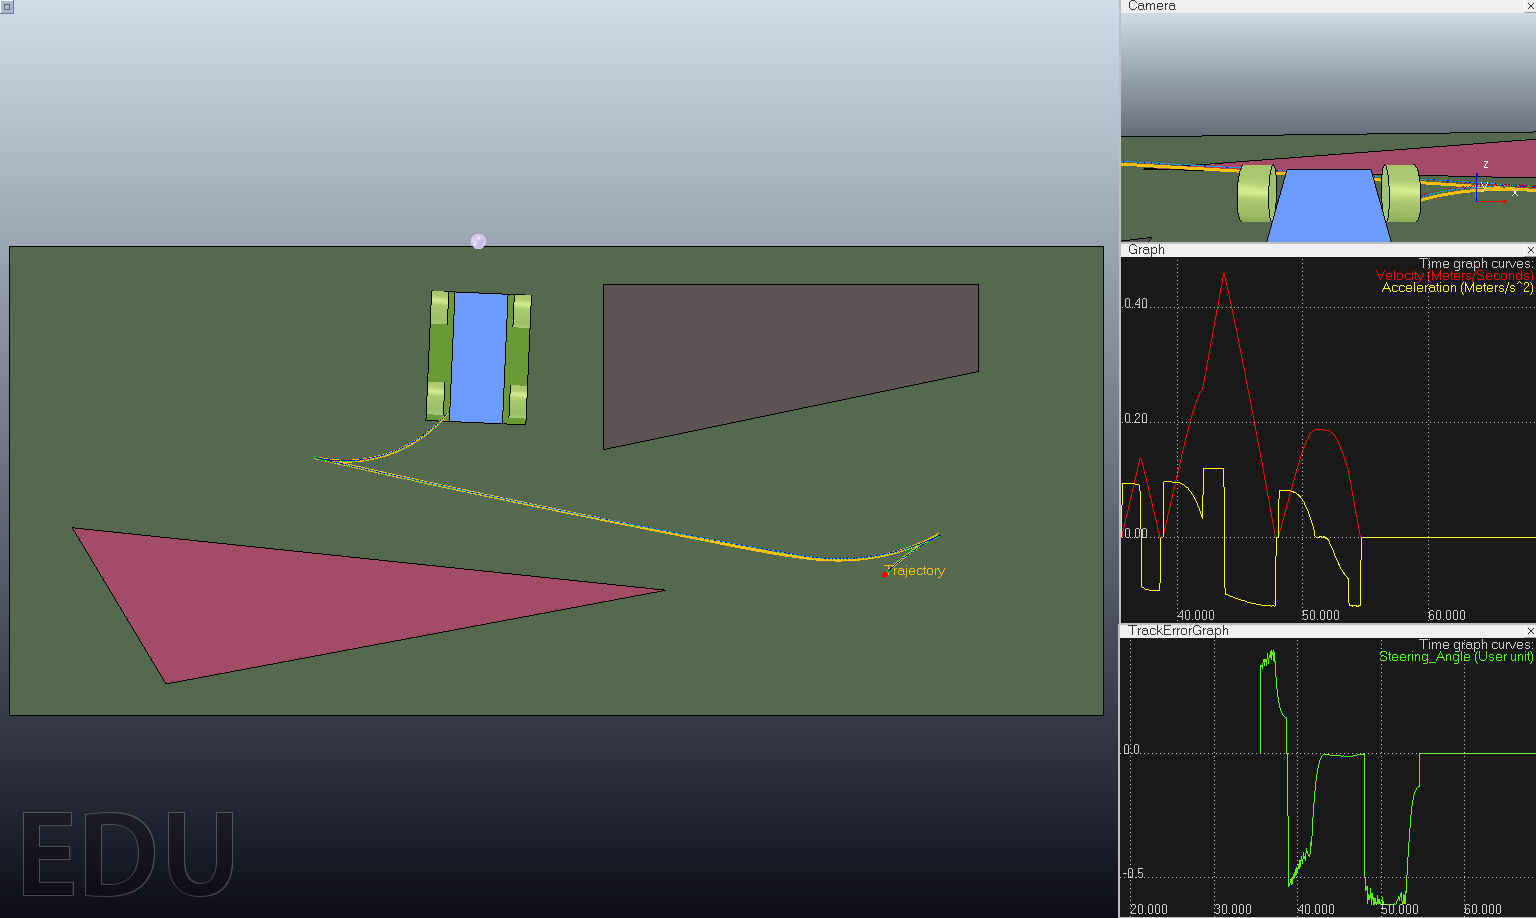 Camera
z
x
Graph
Time graph curves:
Velocity (Meters/Seconds)
Acceleration (Meters/s^2)
0.40
0.20
0.00
40.000 50.000 60.000
Trajectory
TrackErrorGraph
Time graph curves:
Steering_Angle (User unit)
0.0
-0.5
20.000 30.000 40.000 50.000 60.000
EDU